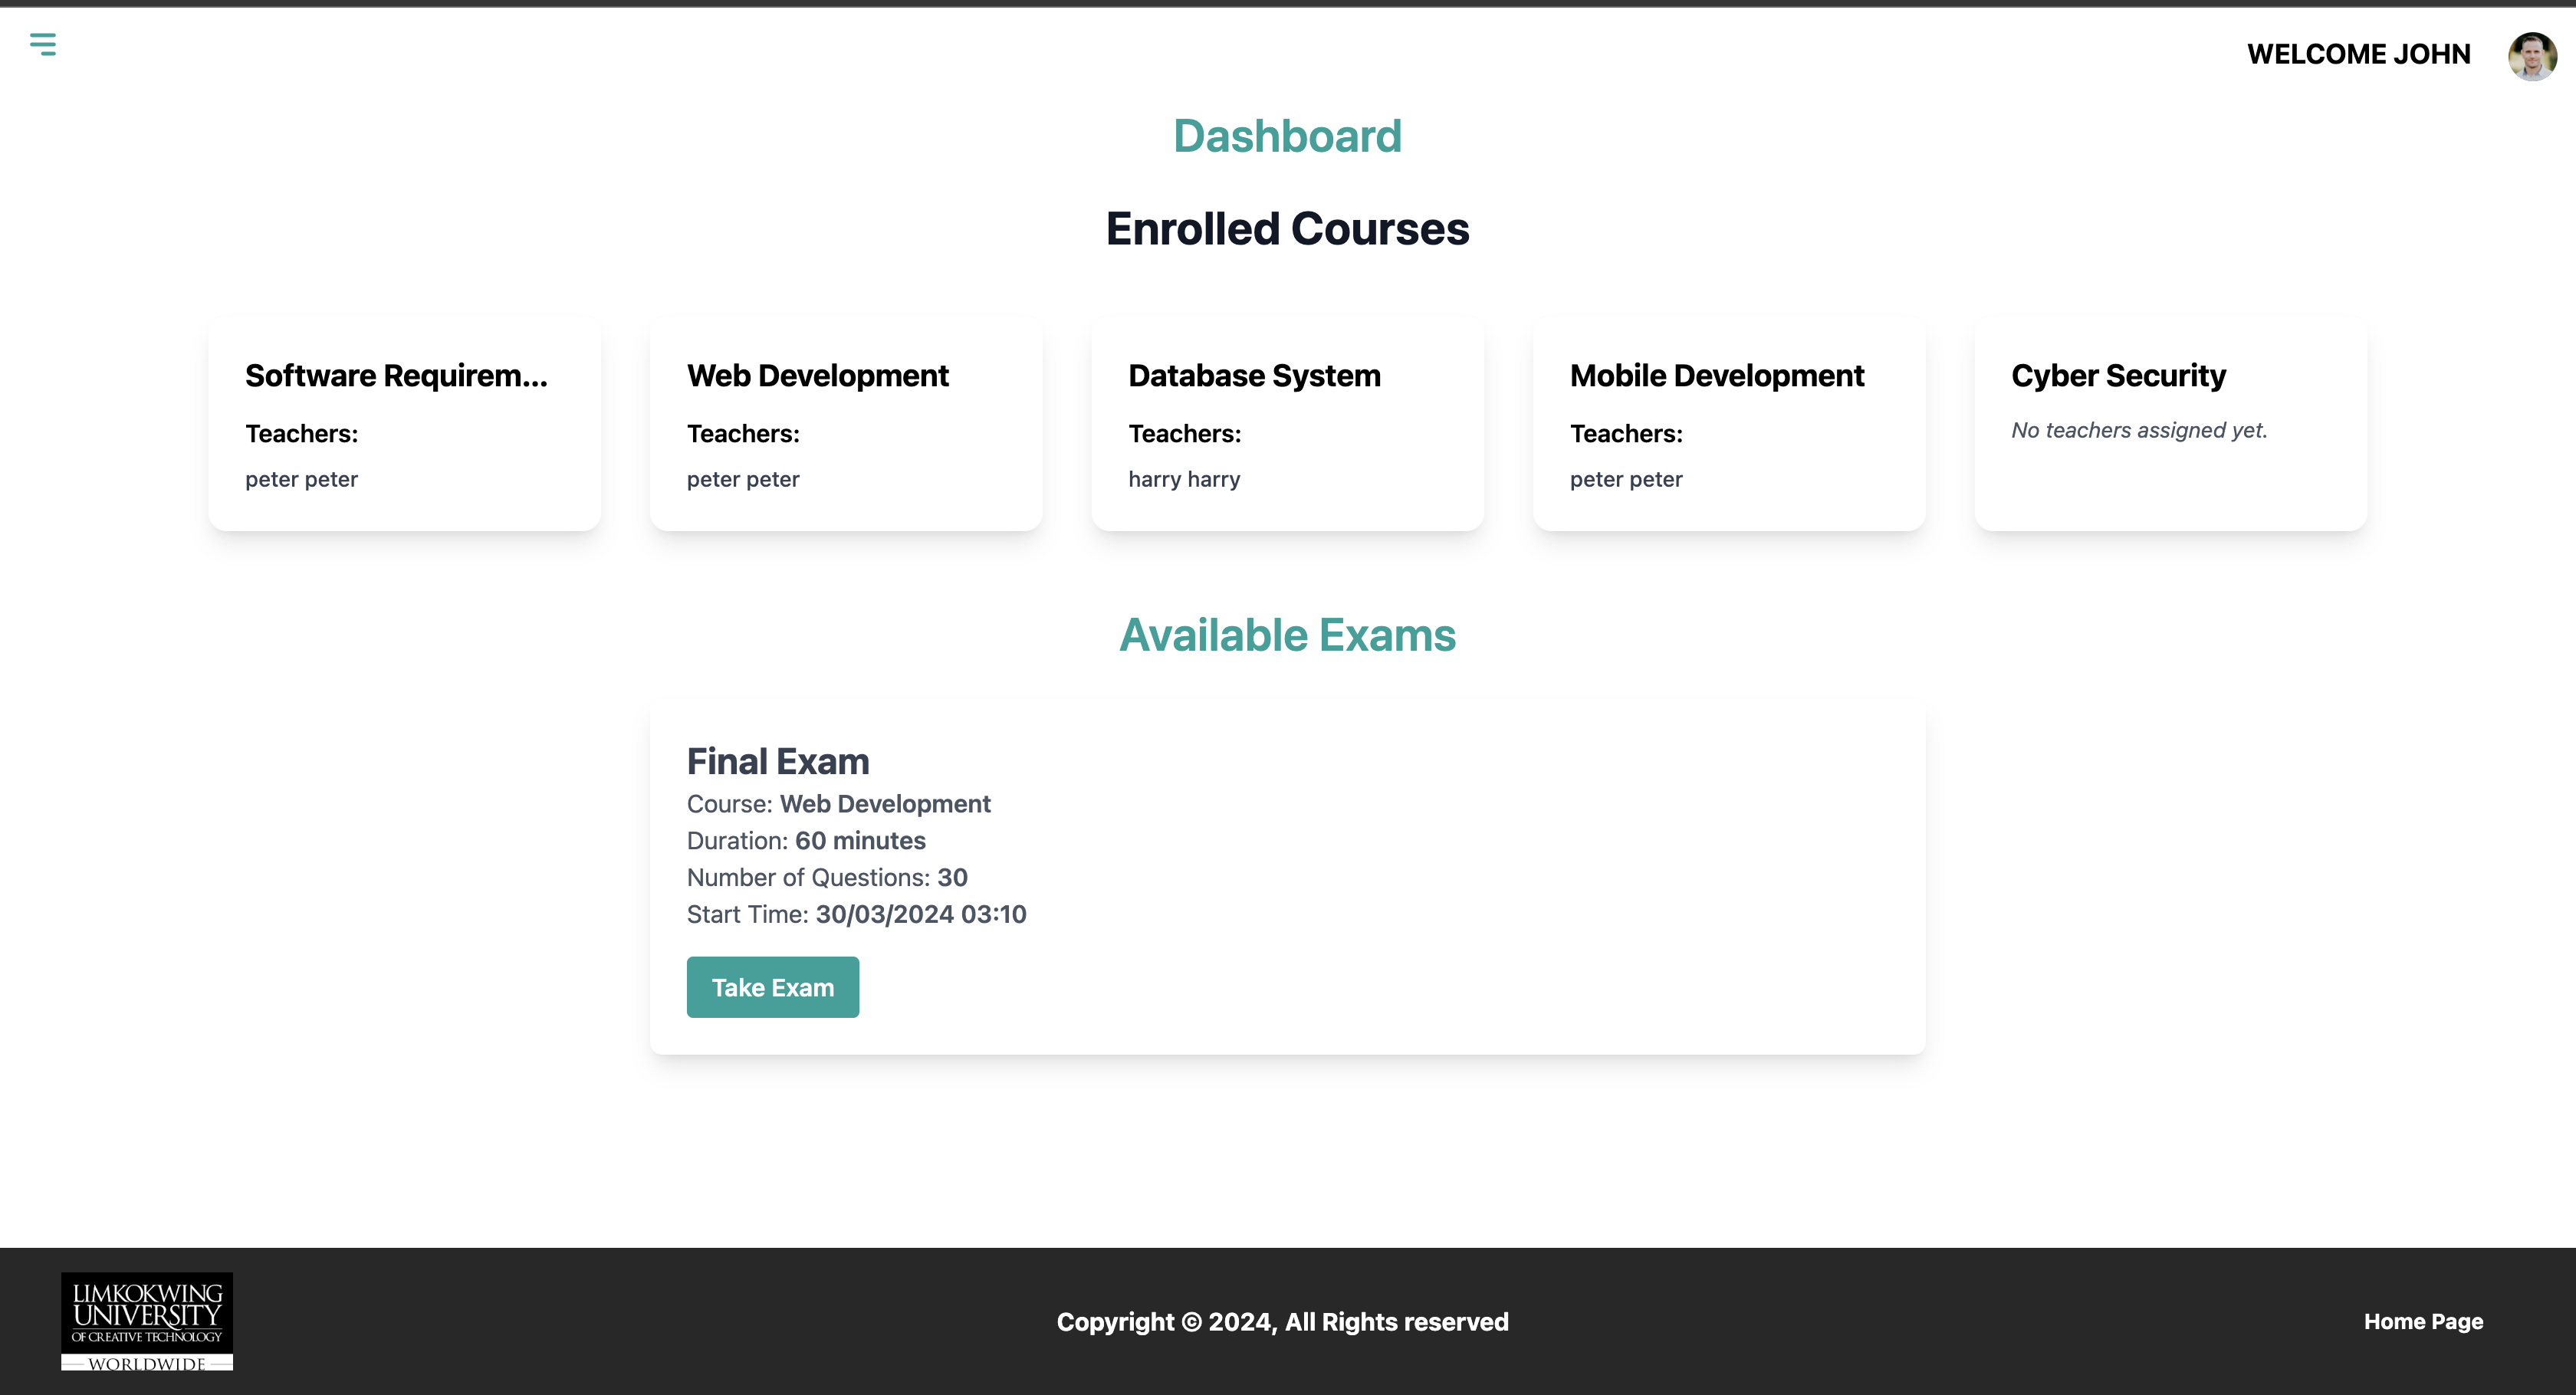 WELCOME JOHN
Dashboard
Enrolled Courses
Software Requirem...
Teachers:
peter peter
Web Development
Teachers:
peter peter
Database System
Teachers:
harry harry
Mobile Development
Teachers:
peter peter
Cyber Security
No teachers assigned yet.
Available Exams
Final Exam
Course: Web Development
Duration: 60 minutes
Number of Questions: 30
Start Time: 30/03/2024 03:10
Take Exam
LIMKOKWING
UNIVERSITY
OF CREATIVE TECHNOLOGY
WORLDWIDE
Copyright © 2024, All Rights reserved
Home Page